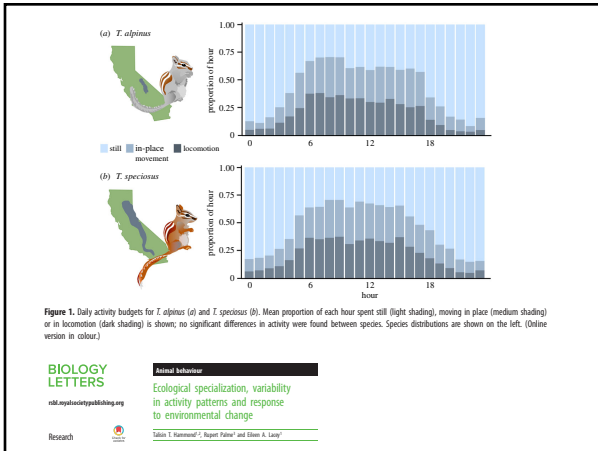 (a) T. alpinus
1.00
0.75
0.50
0.25
0
proportion of hour
0 6 12 18
still in-place movement locomotion
(b) T. speciosus
1.00
0.75
0.50
0.25
0
proportion of hour
0 6 12 18
hour
Figure 1. Daily activity budgets for T. alpinus (a) and T. speciosus (b). Mean proportion of each hour spent still (light shading), moving in place (medium shading)
or in locomotion (dark shading) is shown; no significant differences in activity were found between species. Species distributions are shown on the left. (Online
version in colour.)
BIOLOGY
LETTERS
rsbl.royalsocietypublishing.org
Research
Animal behaviour
Ecological specialization, variability
in activity patterns and response
to environmental change
Talisin T. Hammond1,2, Rupert Palme3 and Eileen A. Lacey1